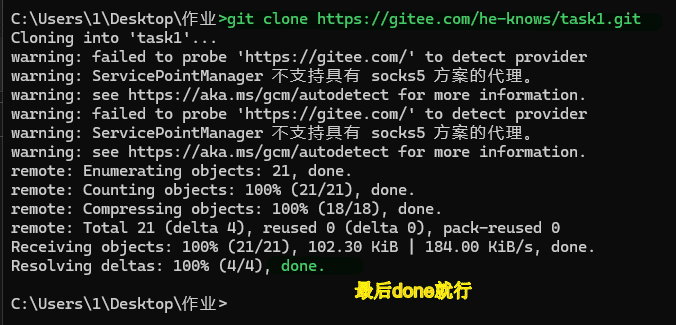 C:\Users\1\Desktop\作业>git clone https://gitee.com/he-knows/task1.git
Cloning into 'task1'...
warning: failed to probe 'https://gitee.com/' to detect provider
warning: ServicePointManager 不支持具有 socks5 方案的代理。
warning: see https://aka.ms/gcm/autodetect for more information.
warning: failed to probe 'https://gitee.com/' to detect provider
warning: ServicePointManager 不支持具有 socks5 方案的代理。
warning: see https://aka.ms/gcm/autodetect for more information.
remote: Enumerating objects: 21, done.
remote: Counting objects: 100% (21/21), done.
remote: Compressing objects: 100% (18/18), done.
remote: Total 21 (delta 4), reused 0 (delta 0), pack-reused 0
Receiving objects: 100% (21/21), 102.30 KiB | 184.00 KiB/s, done.
Resolving deltas: 100% (4/4), done.
最后done就行
C:\Users\1\Desktop\作业>